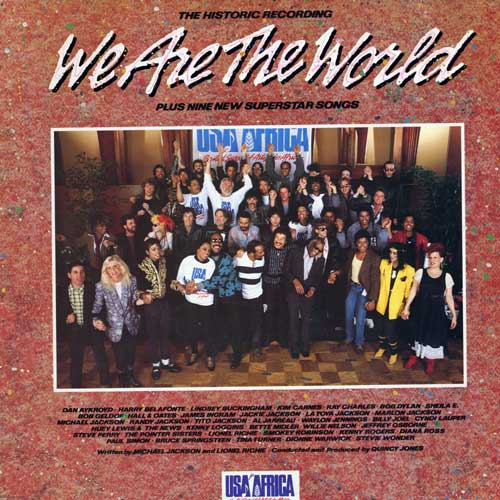 THE HISTORIC RECORDING
We Are The World
PLUS NINE NEW SUPERSTAR SONGS
USA AFRICA
USA
DAN AYKROYD · HARRY BELAFONTE · LINDSEY BUCKINGHAM · KIM CARNES · RAY CHARLES · BOB DYLAN · SHEILA E.
BOB GELDOF · HALL & OATES · JAMES INGRAM · JACKIE JACKSON · LA TOYA JACKSON · MARLON JACKSON
MICHAEL JACKSON · RANDY JACKSON · TITO JACKSON · AL JARREAU · WAYLON JENNINGS · BILLY JOEL · CYNDI LAUPER
HUEY LEWIS & THE NEWS · KENNY LOGGINS · BETTE MIDLER · WILLIE NELSON · JEFFREY OSBORNE
STEVE PERRY · THE POINTER SISTERS · LIONEL RICHIE · SMOKEY ROBINSON · KENNY ROGERS · DIANA ROSS
PAUL SIMON · BRUCE SPRINGSTEEN · TINA TURNER · DIONNE WARWICK · STEVIE WONDER
Written by MICHAEL JACKSON and LIONEL RICHIE Conducted and Produced by QUINCY JONES
USA AFRICA